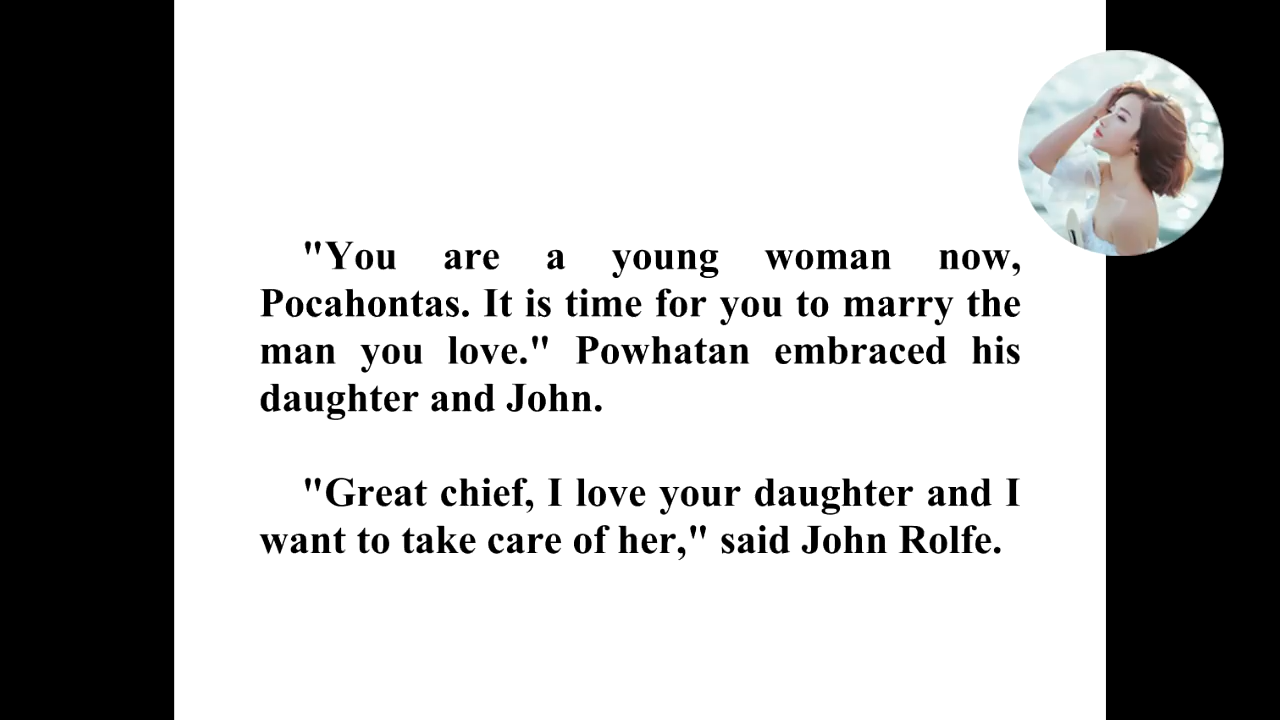 "You are a young woman now,
Pocahontas. It is time for you to marry the
man you love." Powhatan embraced his
daughter and John.
"Great chief, I love your daughter and I
want to take care of her," said John Rolfe.